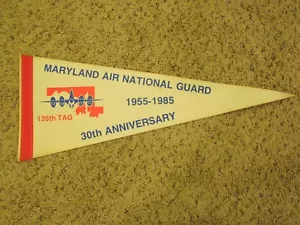 MARYLAND AIR NATIONAL GUARD
1955-1985
135th TAG
30th ANNIVERSARY